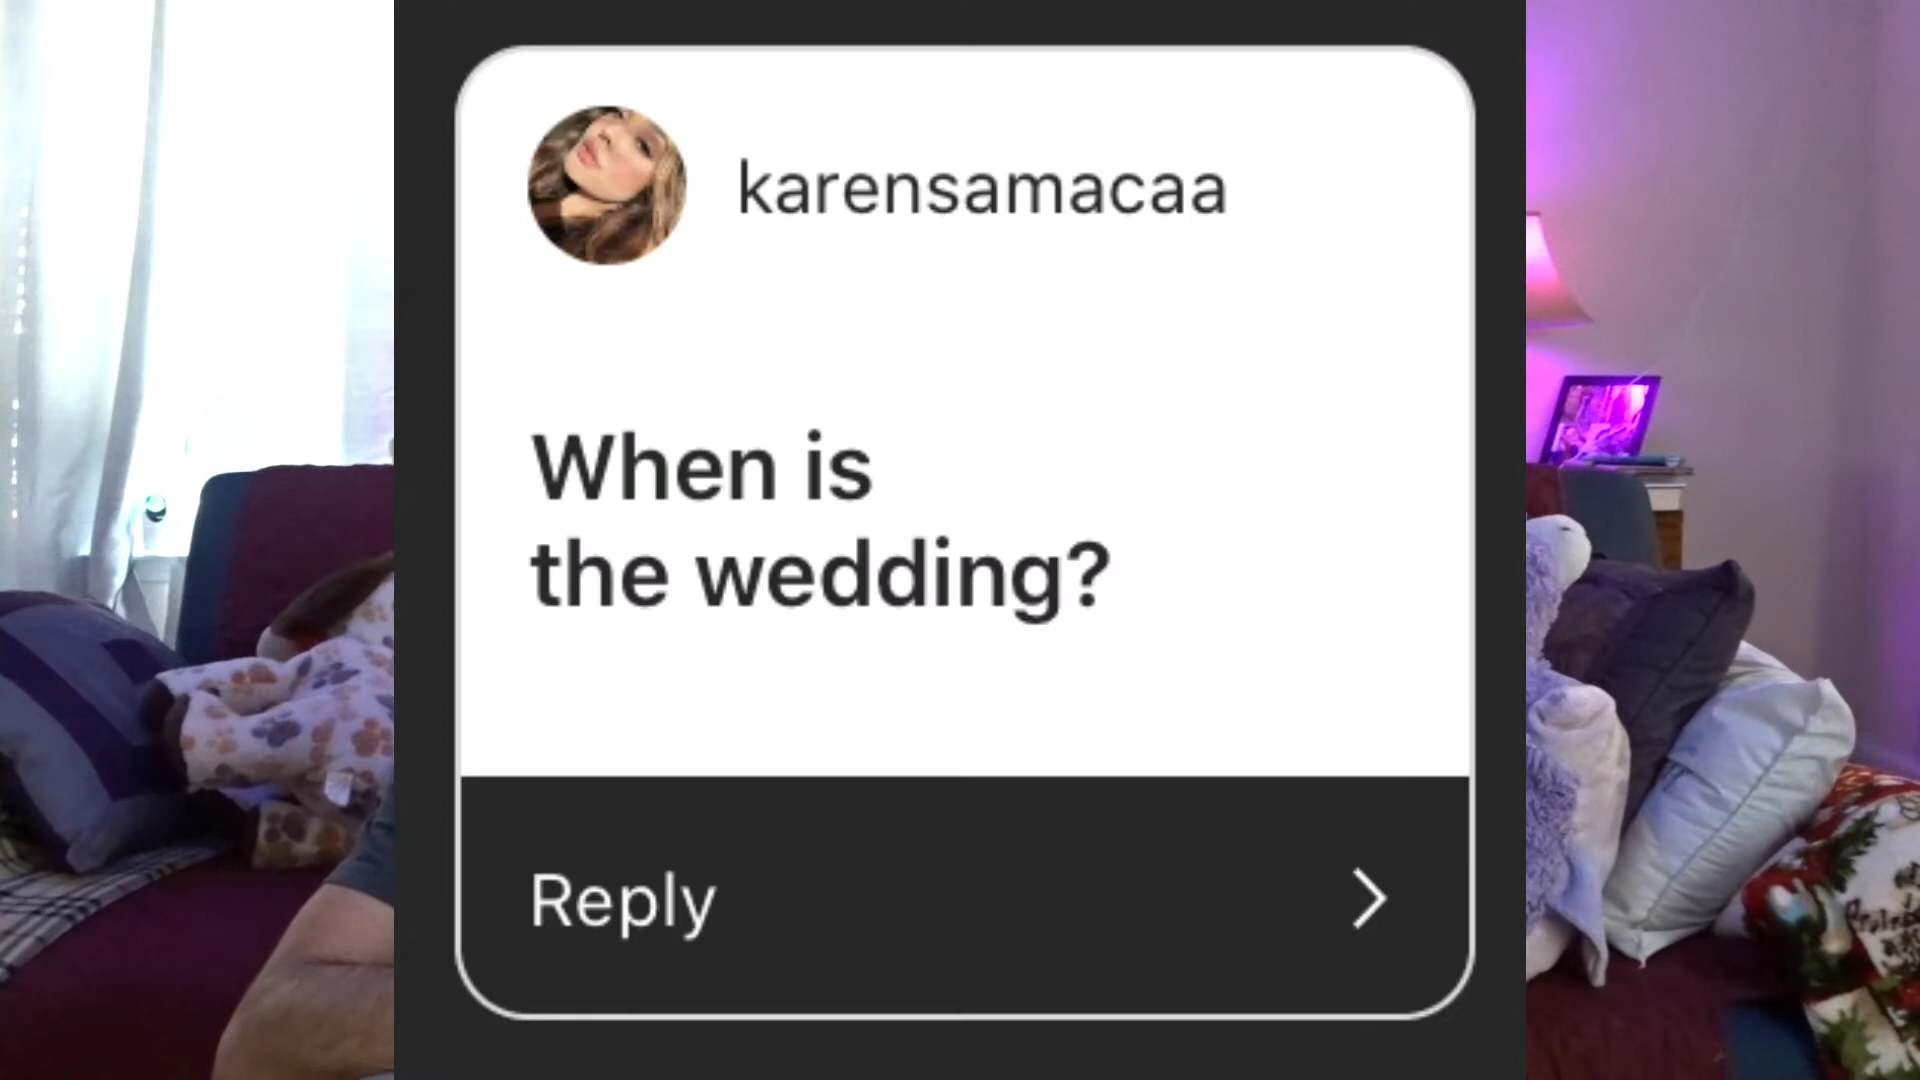 karensamacaa
When is
the wedding?
Reply